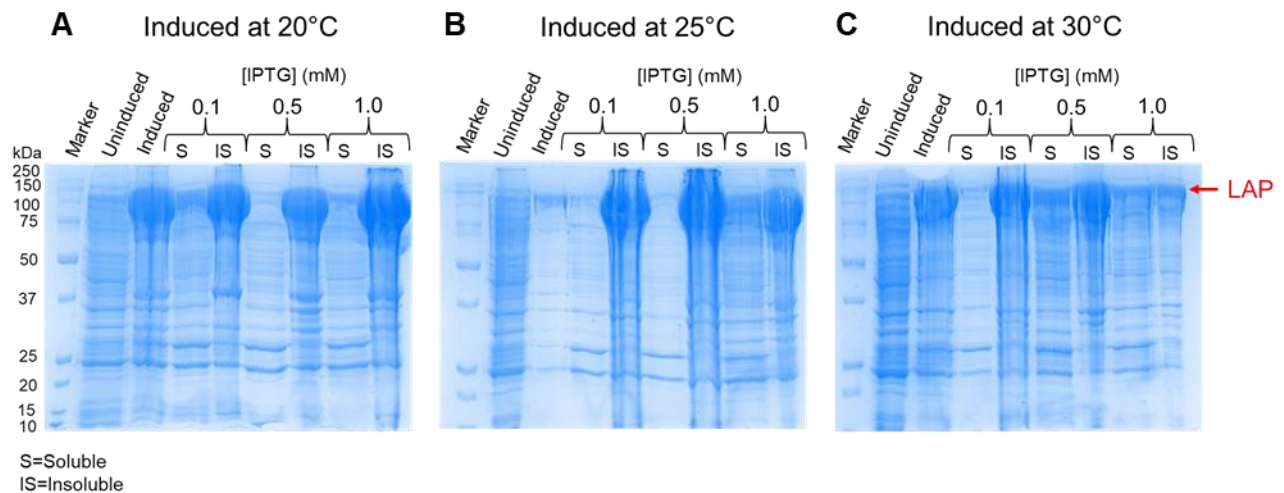 A Induced at 20°C
[IPTG] (mM)
Marker Uninduced Induced 0.1 0.5 1.0
S IS S IS S IS
kDa
250
150
100
75
50
37
25
20
15
10
S=Soluble
IS=Insoluble
B Induced at 25°C
[IPTG] (mM)
Marker Uninduced Induced 0.1 0.5 1.0
S IS S IS S IS
C Induced at 30°C
[IPTG] (mM)
Marker Uninduced Induced 0.1 0.5 1.0
S IS S IS S IS
LAP